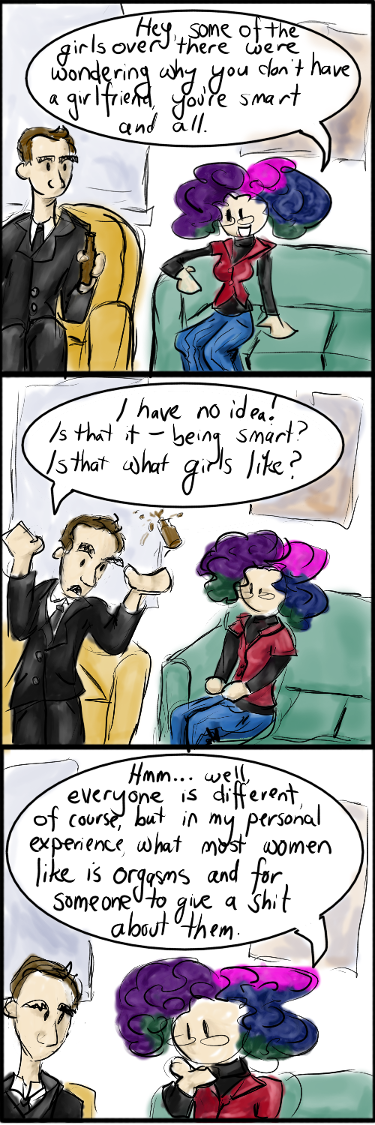 Hey, some of the
girls over there were
wondering why you don't have
a girlfriend, you're smart
and all.
I have no idea!
Is that it - being smart?
Is that what girls like?
Hmm... well,
everyone is different,
of course, but in my personal
experience, what most women
like is orgasms and for
someone to give a shit
about them.